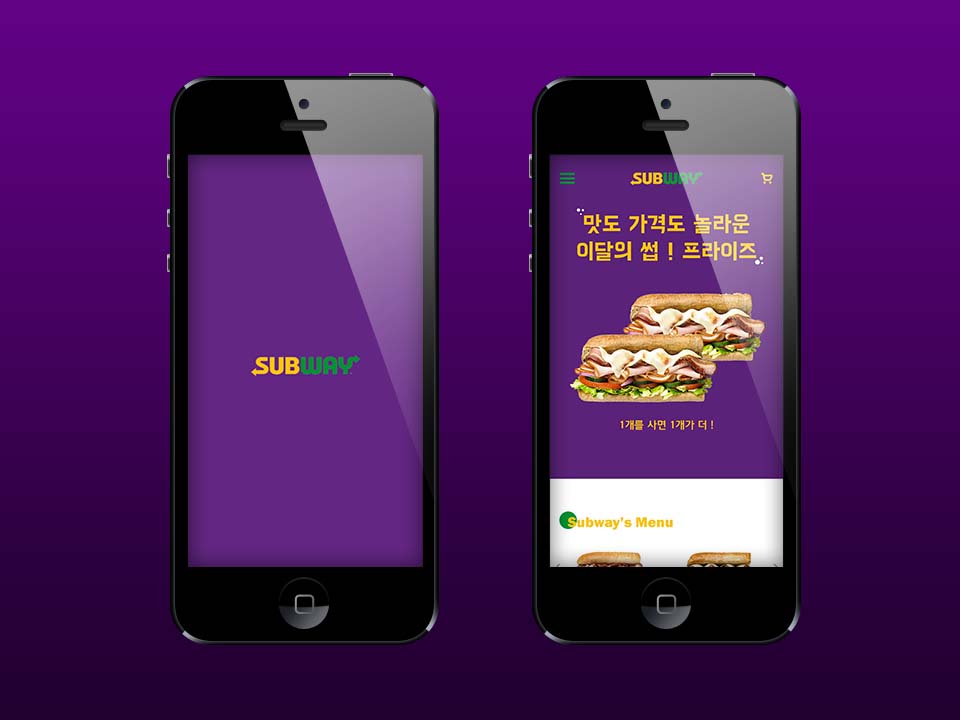 SUBWAY
SUBWAY
맛도 가격도 놀라운
이달의 썹 ! 프라이즈
1개를 사면 1개가 더 !
Subway's Menu